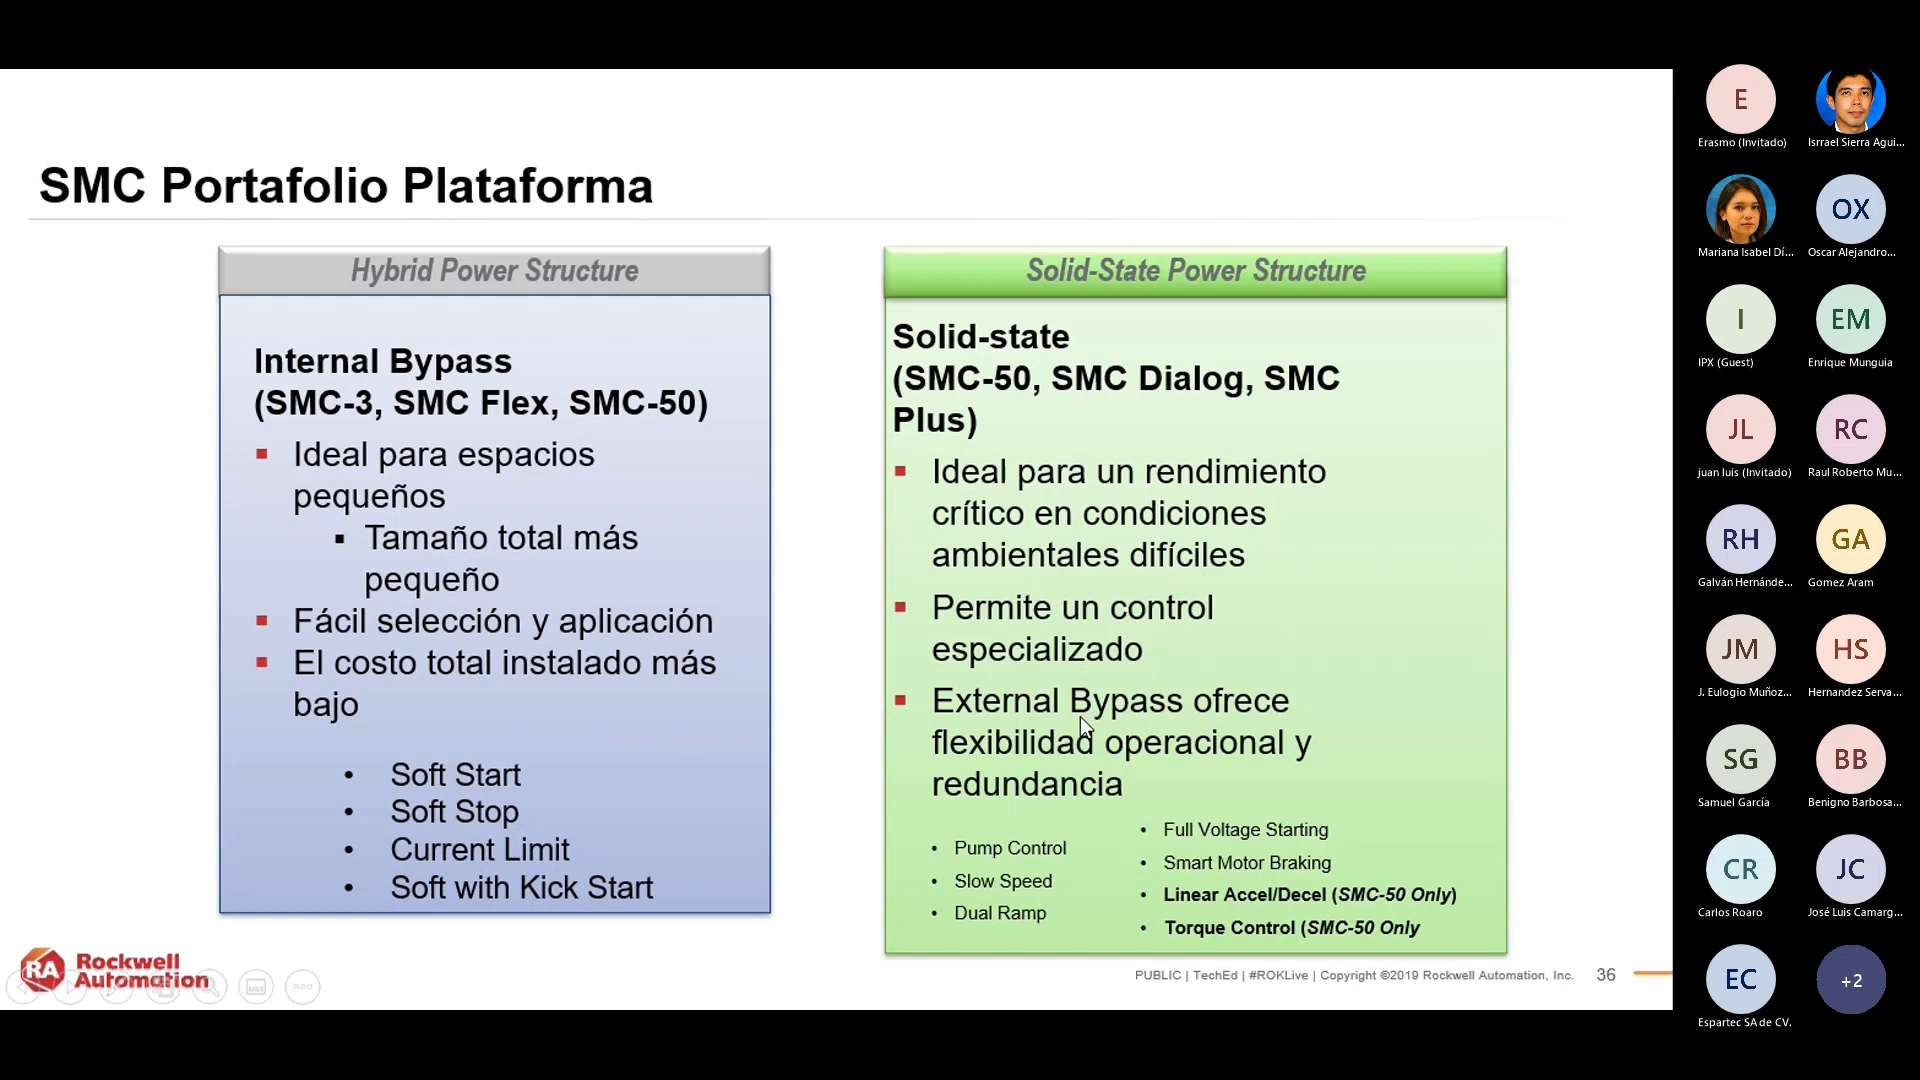 SMC Portafolio Plataforma
Hybrid Power Structure
Internal Bypass
(SMC-3, SMC Flex, SMC-50)
Ideal para espacios
pequeños
Tamaño total más
pequeño
Fácil selección y aplicación
El costo total instalado más
bajo
Soft Start
Soft Stop
Current Limit
Soft with Kick Start
Solid-State Power Structure
Solid-state
(SMC-50, SMC Dialog, SMC
Plus)
Ideal para un rendimiento
crítico en condiciones
ambientales difíciles
Permite un control
especializado
External Bypass ofrece
flexibilidad operacional y
redundancia
Pump Control
Slow Speed
Dual Ramp
Full Voltage Starting
Smart Motor Braking
Linear Accel/Decel (SMC-50 Only)
Torque Control (SMC-50 Only
RA
Rockwell
Automation
PUBLIC | TechEd | #ROKLive | Copyright ©2019 Rockwell Automation, Inc. 36
E
Erasmo (Invitado)
Isrrael Sierra Agui...
Mariana Isabel Dí...
OX
Oscar Alejandro...
I
IPX (Guest)
EM
Enrique Munguia
JL
juan luis (Invitado)
RC
Raul Roberto Mu...
RH
Galván Hernánde...
GA
Gomez Aram
JM
J. Eulogio Muñoz...
HS
Hernandez Serva...
SG
Samuel García
BB
Benigno Barbosa...
CR
Carlos Roaro
JC
José Luis Camarg...
EC
Espartec SA de CV.
+2